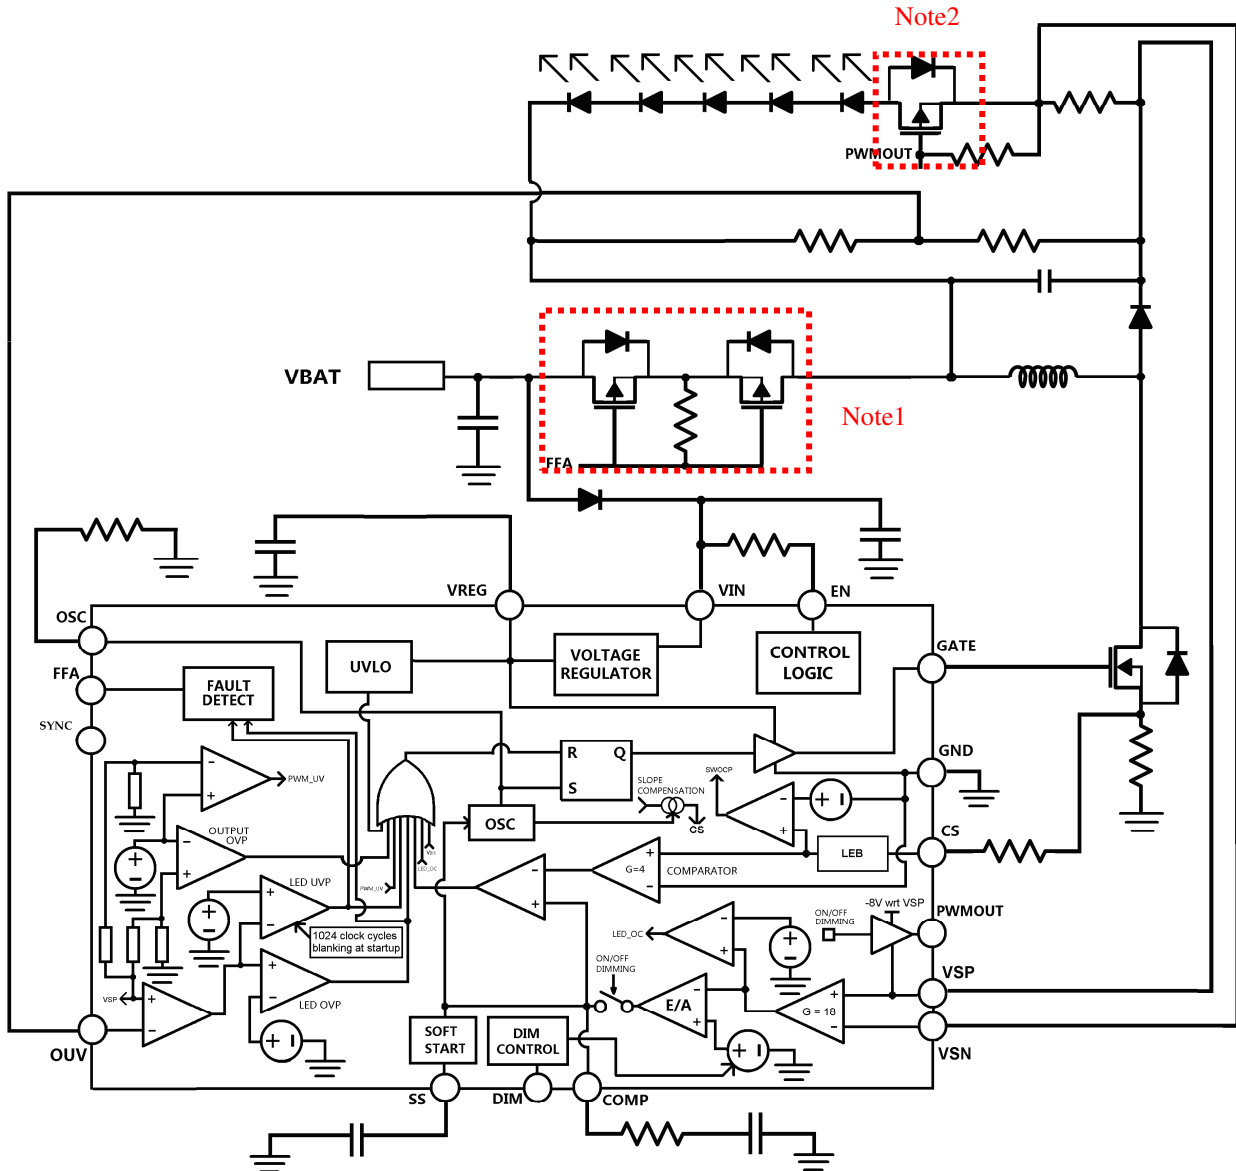 Note2
PWMOUT
VBAT
Note1
FFA
VREG
VIN
EN
OSC
GATE
UVLO
VOLTAGE
REGULATOR
CONTROL
LOGIC
FFA
FAULT
DETECT
SYNC
R
Q
S
GND
SWOCP
PWM_UV
SLOPE
COMPENSATION
CS
OSC
CS
OUTPUT
OVP
LEB
G=4
COMPARATOR
LED_OC
PWM_UV
LED UVP
-8V wrt VSP
PWMOUT
ON/OFF
DIMMING
1024 clock cycles
blanking at startup
LED_OC
ON/OFF
DIMMING
VSP
VSP
LED OVP
E/A
G = 18
SOFT
START
DIM
CONTROL
OUV
VSN
SS
DIM
COMP